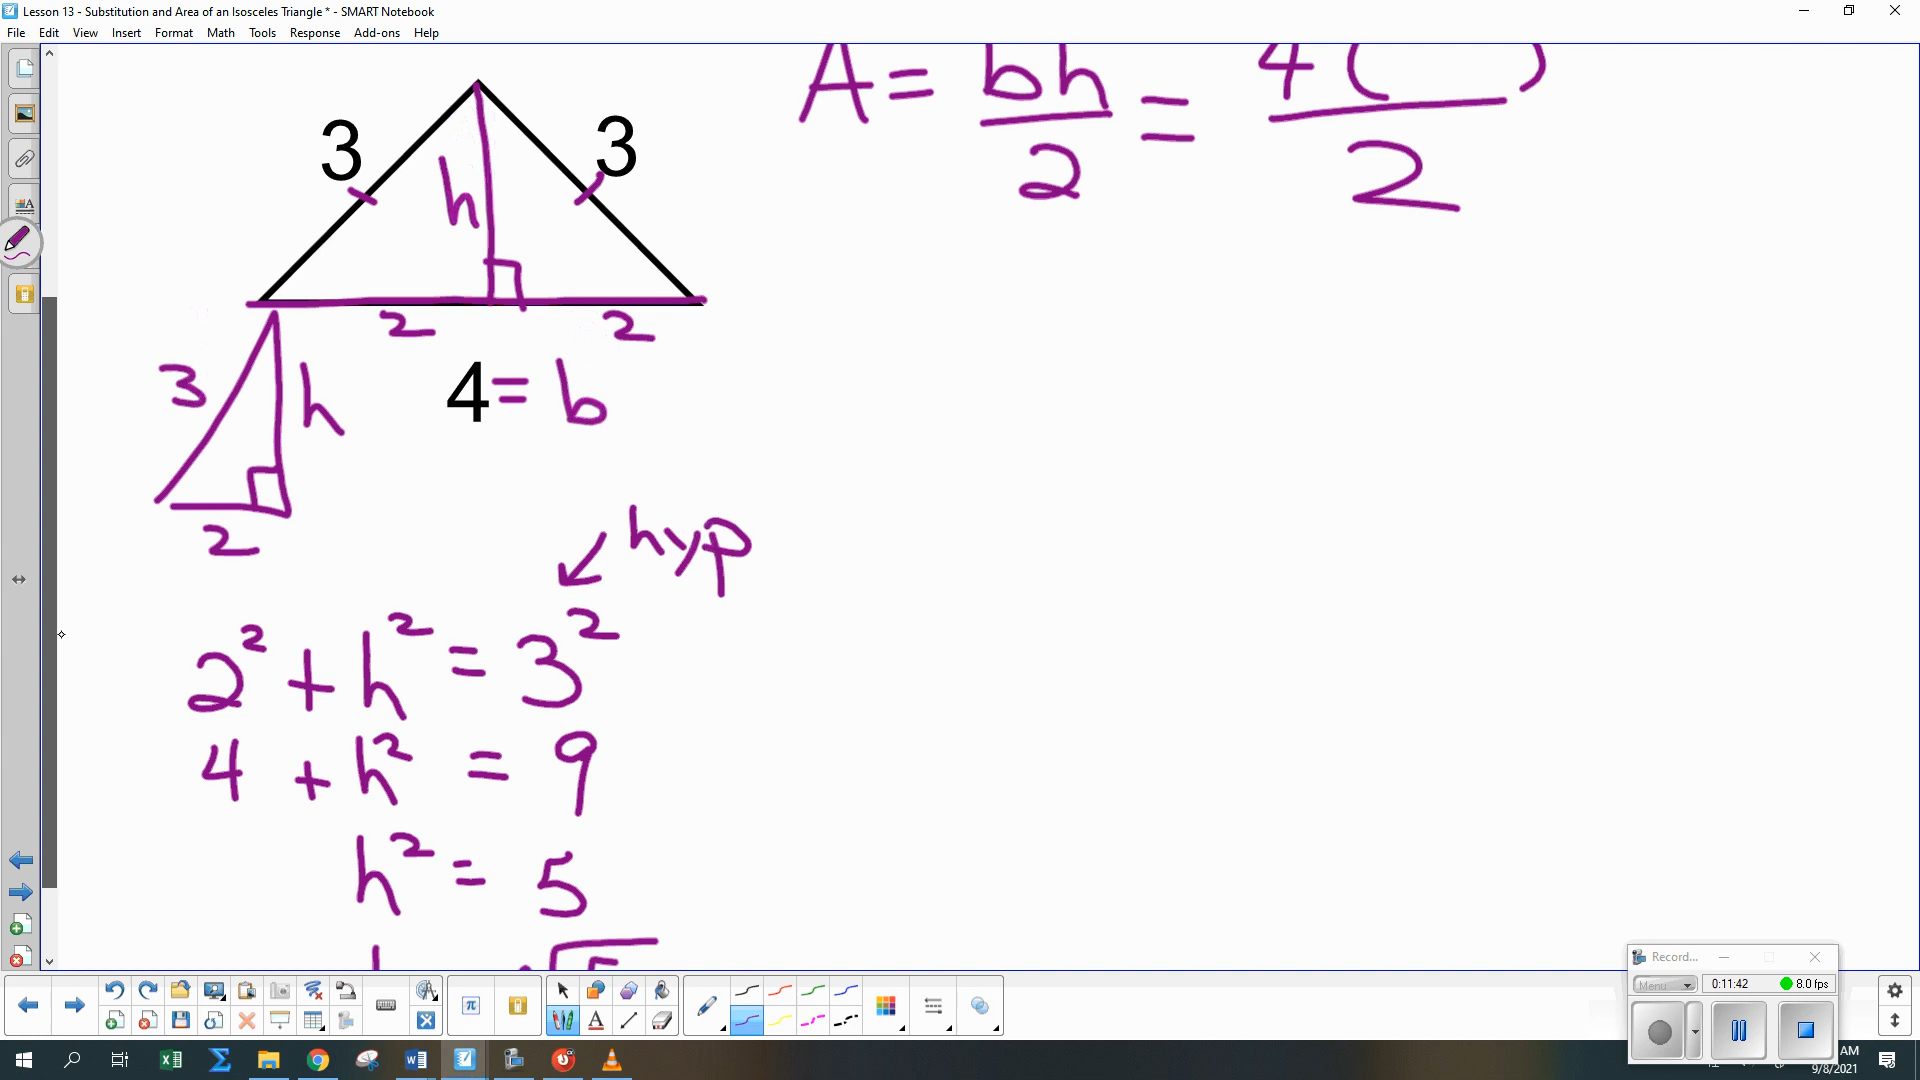 Lesson 13 - Substitution and Area of an Isosceles Triangle * - SMART Notebook
File Edit View Insert Format Math Tools Response Add-ons Help
A = bh/2 = 4( )/2
3 3
h
2 2
3 h 4 = b
2
hyp
2² + h² = 3²
4 + h² = 9
h² = 5
Record...
Menu 0:11:42 8.0 fps
AM
9/8/2021